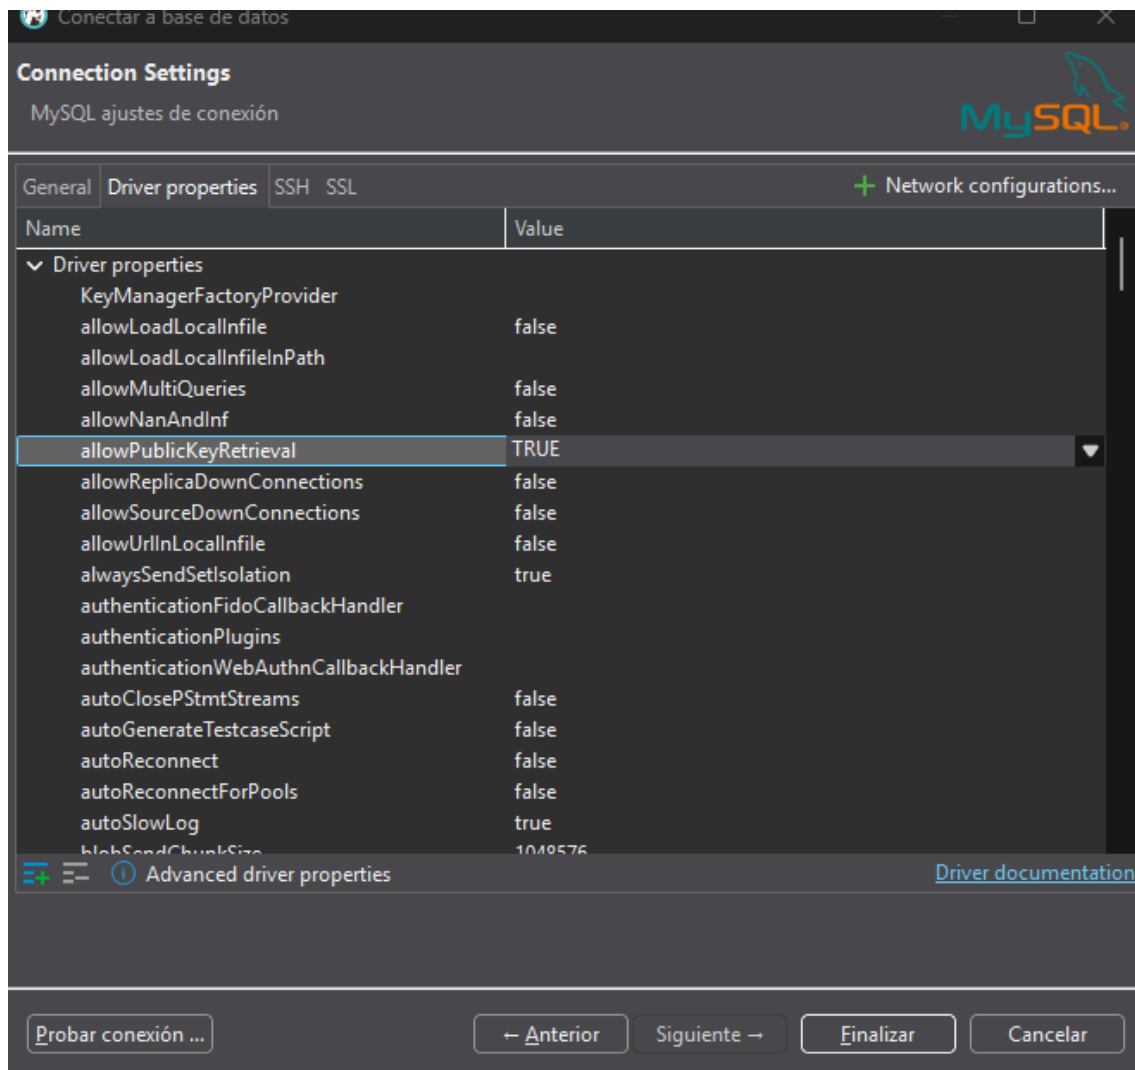 Conectar a base de datos
Connection Settings
MySQL ajustes de conexión
MySQL®
General Driver properties SSH SSL Network configurations...
Name Value
Driver properties
KeyManagerFactoryProvider
allowLoadLocalInfile false
allowLoadLocalInfileInPath
allowMultiQueries false
allowNanAndInf false
allowPublicKeyRetrieval TRUE
allowReplicaDownConnections false
allowSourceDownConnections false
allowUrlInLocalInfile false
alwaysSendSetIsolation true
authenticationFidoCallbackHandler
authenticationPlugins
authenticationWebAuthnCallbackHandler
autoClosePStmtStreams false
autoGenerateTestcaseScript false
autoReconnect false
autoReconnectForPools false
autoSlowLog true
blobSendChunkSize 1048576
Advanced driver properties Driver documentation
Probar conexión ... ← Anterior Siguiente → Finalizar Cancelar